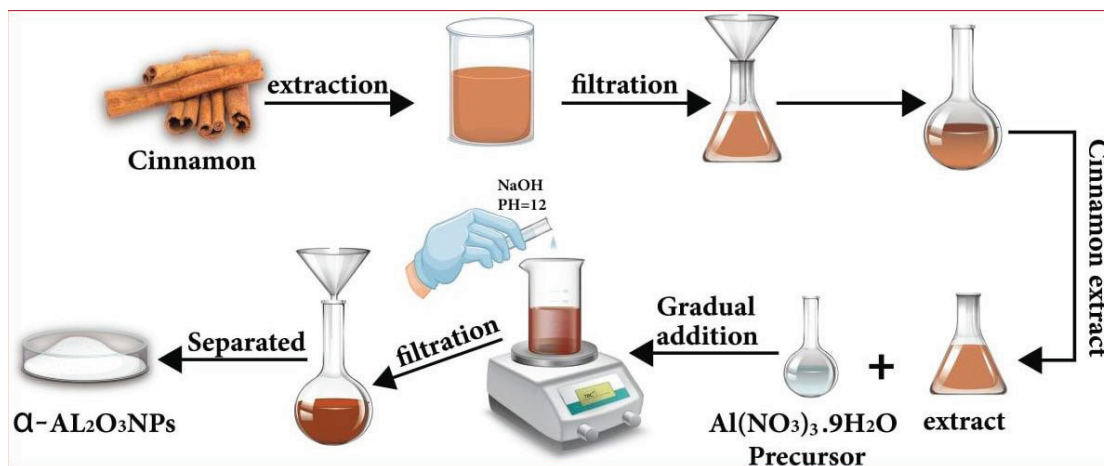 extraction
filtration
Cinnamon
Cinnamon extract
NaOH
PH=12
Gradual
addition
filtration
Separated
α-AL₂O₃NPs
Al(NO₃)₃.9H₂O
Precursor
+
extract